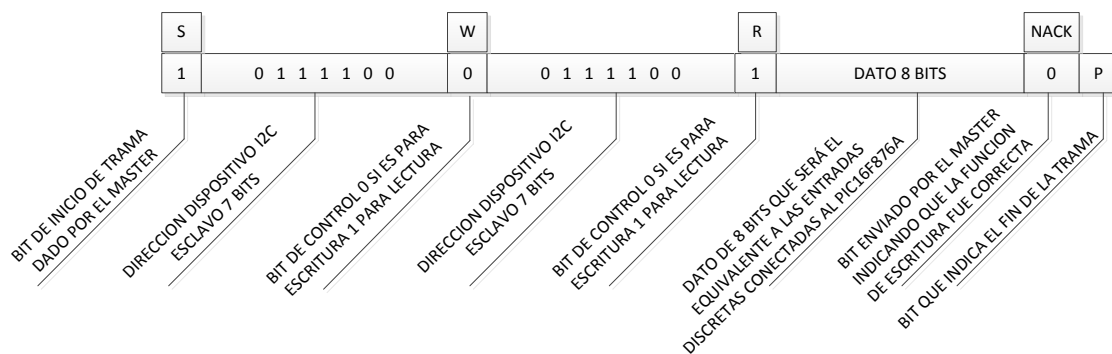 S W R NACK
1 0 1 1 1 1 0 0 0 0 1 1 1 1 0 0 1 DATO 8 BITS 0 P
BIT DE INICIO DE TRAMA
DADO POR EL MASTER
DIRECCION DISPOSITIVO I2C
ESCLAVO 7 BITS
BIT DE CONTROL 0 SI ES PARA
ESCRITURA 1 PARA LECTURA
DIRECCION DISPOSITIVO I2C
ESCLAVO 7 BITS
BIT DE CONTROL 0 SI ES PARA
ESCRITURA 1 PARA LECTURA
DATO DE 8 BITS QUE SERÁ EL
EQUIVALENTE A LAS ENTRADAS
DISCRETAS CONECTADAS AL PIC16F876A
BIT ENVIADO POR EL MASTER
INDICANDO QUE LA FUNCION
DE ESCRITURA FUE CORRECTA
BIT QUE INDICA EL FIN DE LA TRAMA